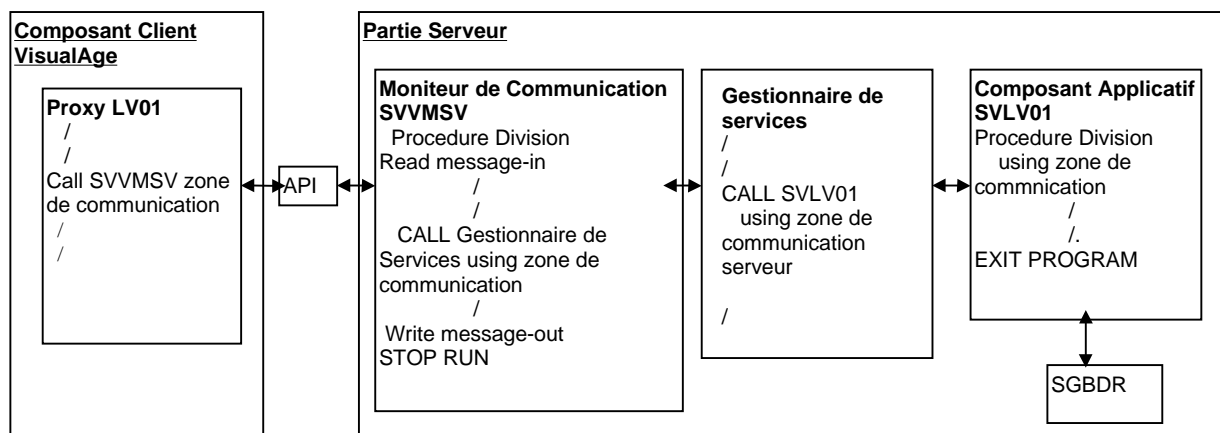 Composant Client
VisualAge
Proxy LV01
/
/
Call SVVMSV zone
de communication
/
/
API
Partie Serveur
Moniteur de Communication
SVVMSV
Procedure Division
Read message-in
/
/
CALL Gestionnaire de
Services using zone de
communication
/
Write message-out
STOP RUN
Gestionnaire de
services
/
/
CALL SVLV01
using zone de
communication
serveur
/
Composant Applicatif
SVLV01
Procedure Division
using zone de
commnication
/
/.
EXIT PROGRAM
SGBDR